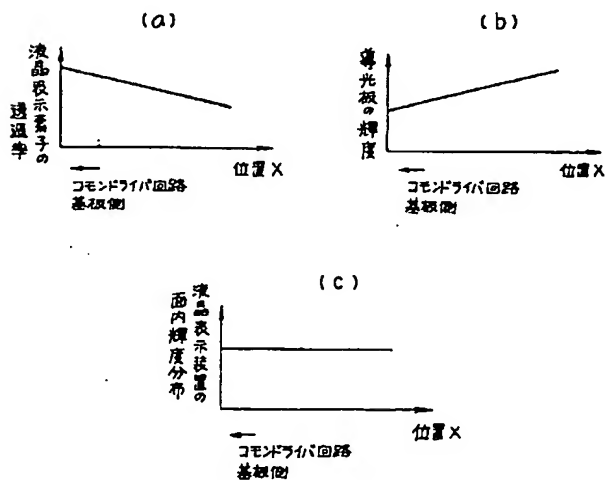 (a)
液晶表示素子の
透過率
位置X
コモンドライバ回路
基板側
(b)
導光板の輝度
位置X
コモンドライバ回路
基板側
(c)
液晶表示装置の
面内輝度分布
位置X
コモンドライバ回路
基板側